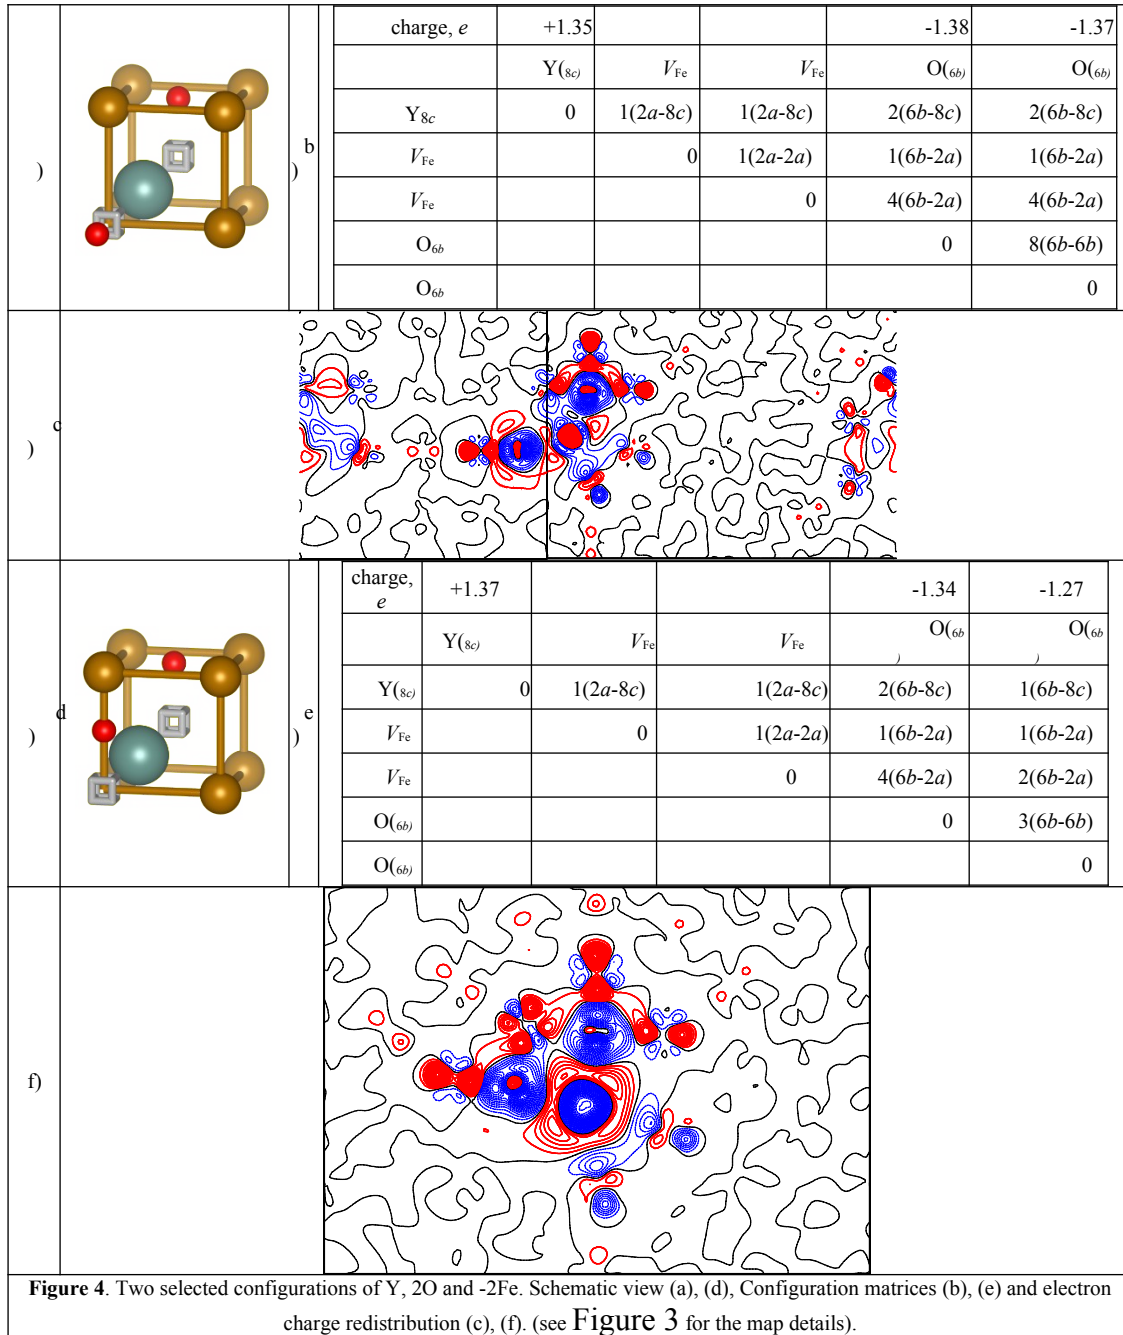 charge, e +1.35 -1.38 -1.37
Y(8c) VFe VFe O(6b) O(6b)
Y8c 0 1(2a-8c) 1(2a-8c) 2(6b-8c) 2(6b-8c)
) ) b
VFe 0 1(2a-2a) 1(6b-2a) 1(6b-2a)
VFe 0 4(6b-2a) 4(6b-2a)
O6b 0 8(6b-6b)
O6b 0
) c
charge, e +1.37 -1.34 -1.27
Y(8c) VFe VFe O(6b) O(6b)
Y(8c) 0 1(2a-8c) 1(2a-8c) 2(6b-8c) 1(6b-8c)
) d ) e
VFe 0 1(2a-2a) 1(6b-2a) 1(6b-2a)
VFe 0 4(6b-2a) 2(6b-2a)
O(6b) 0 3(6b-6b)
O(6b) 0
f)
Figure 4. Two selected configurations of Y, 2O and -2Fe. Schematic view (a), (d), Configuration matrices (b), (e) and electron
charge redistribution (c), (f). (see Figure 3 for the map details).